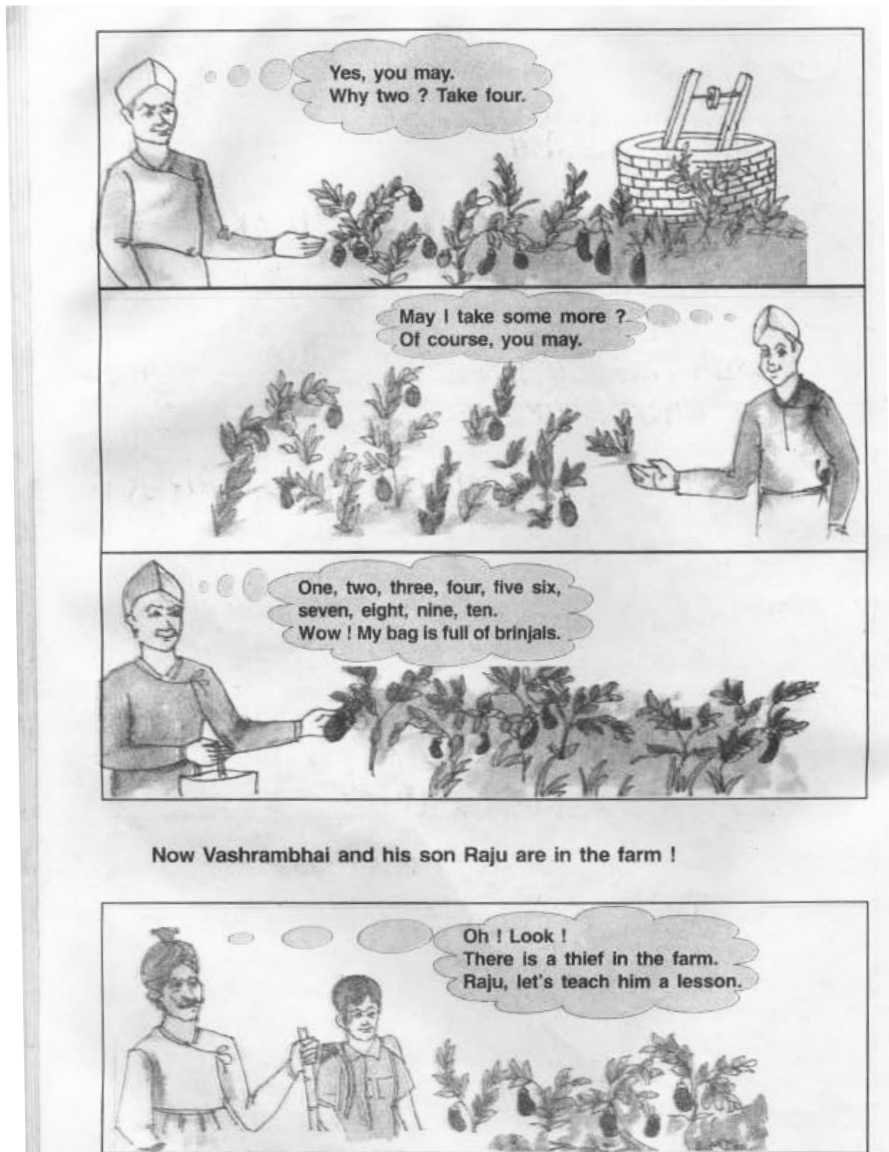 Yes, you may.
Why two ? Take four.
May I take some more ?
Of course, you may.
One, two, three, four, five six,
seven, eight, nine, ten.
Wow ! My bag is full of brinjals.
Now Vashrambhai and his son Raju are in the farm !
Oh ! Look !
There is a thief in the farm.
Raju, let's teach him a lesson.